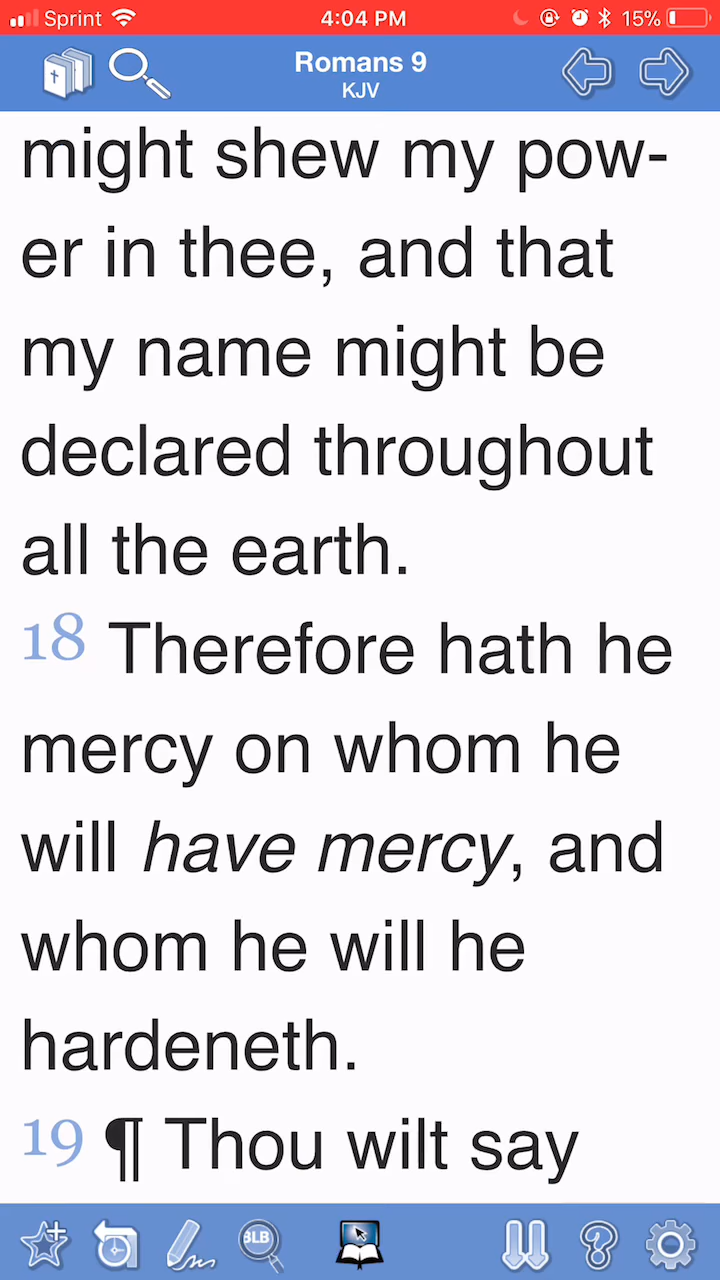 Sprint 4:04 PM 15%
Romans 9
KJV
might shew my pow-
er in thee, and that
my name might be
declared throughout
all the earth.
18 Therefore hath he
mercy on whom he
will have mercy, and
whom he will he
hardeneth.
19 ¶ Thou wilt say
BLB